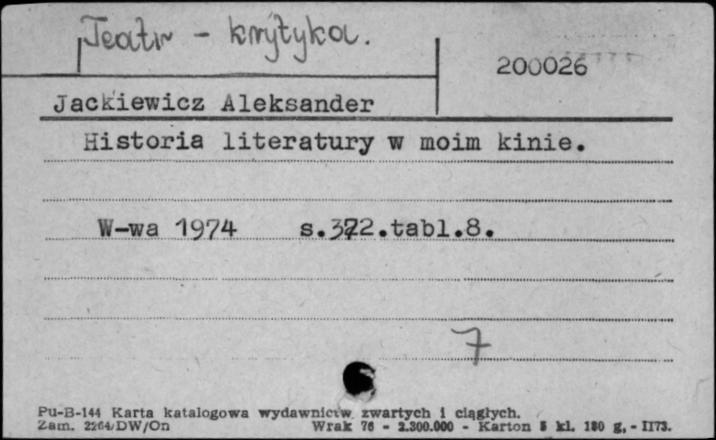 Teatr - krytyka.
200026
Jackiewicz Aleksander
Historia literatury w moim kinie.
W-wa 1974 s.372.tabl.8.
7
Pu-B-144 Karta katalogowa wydawnictw zwartych i ciągłych.
Zam. 2264/DW/On Wrak 76 - 2.300.000 - Karton 5 kl. 180 g, - II73.